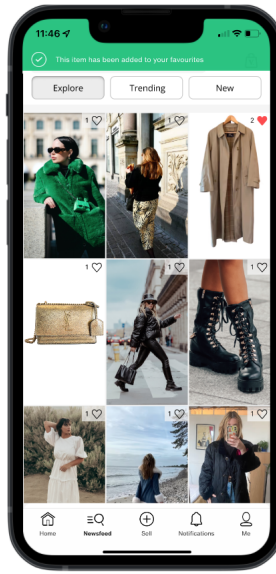 11:46
This item has been added to your favourites
Explore
Trending
New
1
1
2
1
1
1
1
1
1
Home
Newsfeed
Sell
Notifications
Me